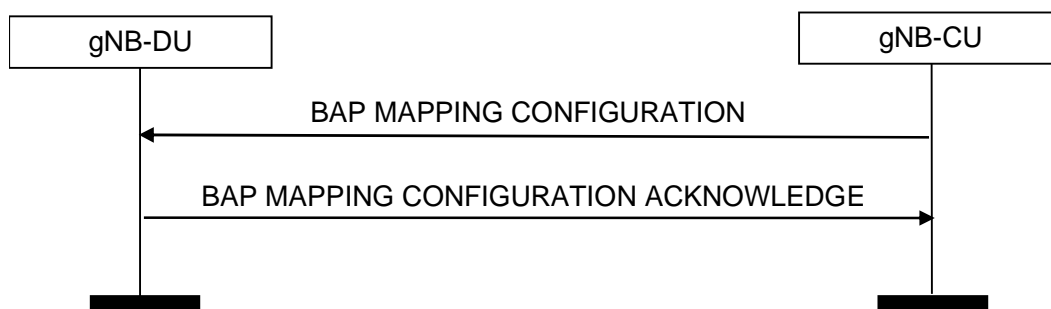 gNB-DU
gNB-CU
BAP MAPPING CONFIGURATION
BAP MAPPING CONFIGURATION ACKNOWLEDGE